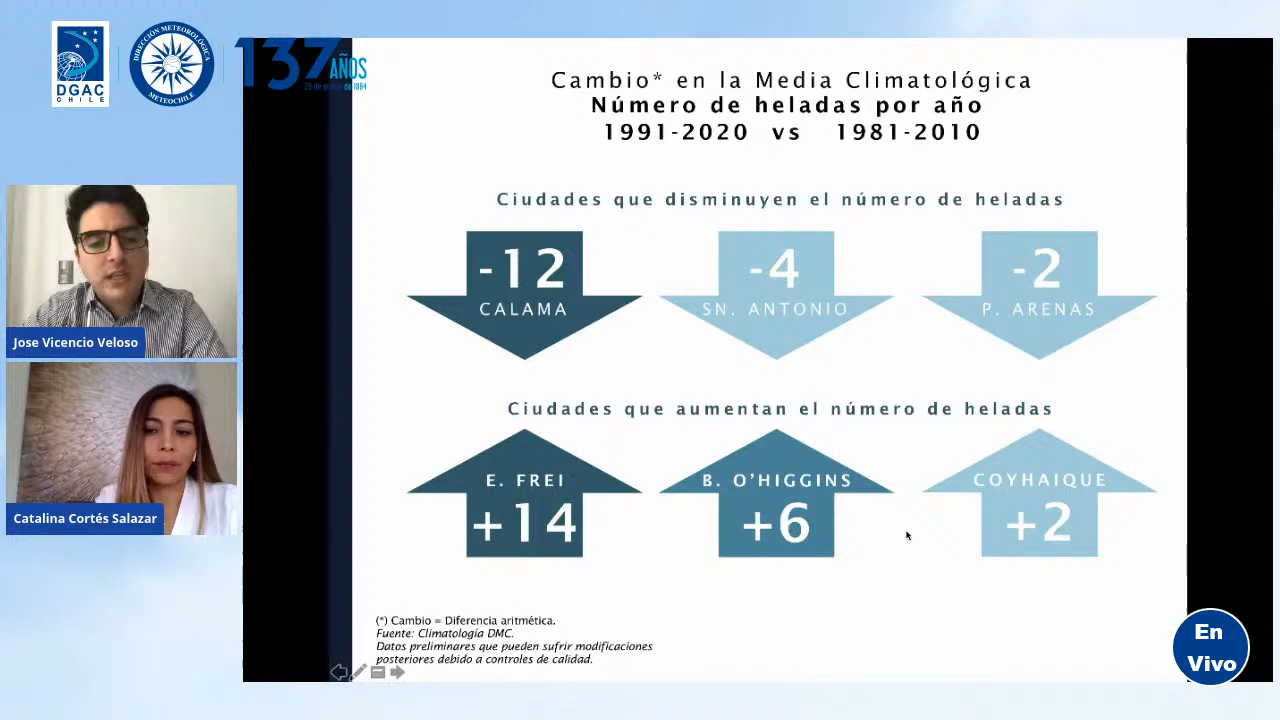 DGAC
CHILE
DIRECCIÓN METEOROLÓGICA
METEOCHILE
137 AÑOS
Cambio* en la Media Climatológica
Número de heladas por año
1991-2020 vs 1981-2010
Ciudades que disminuyen el número de heladas
-12
CALAMA
-4
SN. ANTONIO
-2
P. ARENAS
Jose Vicencio Veloso
Ciudades que aumentan el número de heladas
E. FREI
+14
B. O'HIGGINS
+6
COYHAIQUE
+2
Catalina Cortés Salazar
(*) Cambio = Diferencia aritmética.
Fuente: Climatología DMC.
Datos preliminares que pueden sufrir modificaciones
posteriores debido a controles de calidad.
En
Vivo